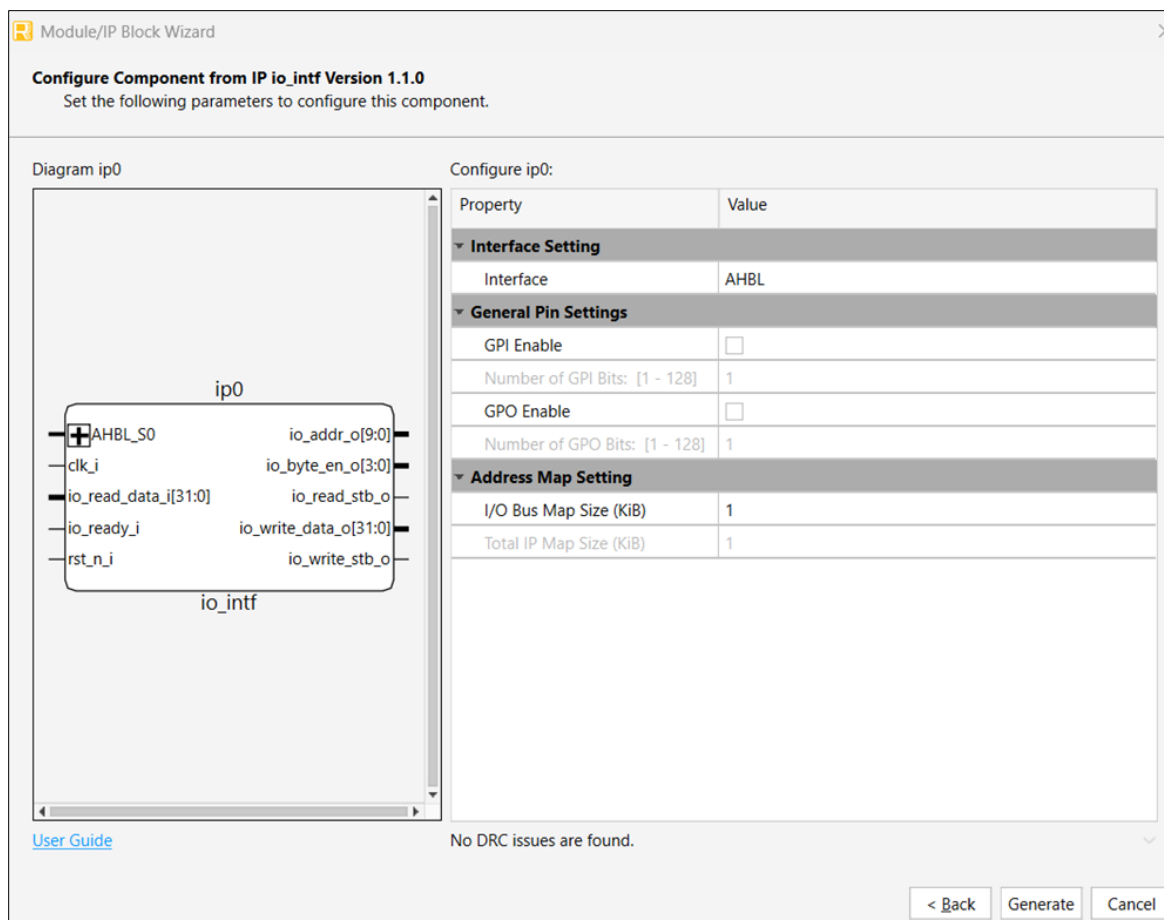 Module/IP Block Wizard
Configure Component from IP io_intf Version 1.1.0
Set the following parameters to configure this component.
Diagram ip0
Configure ip0:
Property Value
Interface Setting
Interface AHBL
General Pin Settings
GPI Enable
Number of GPI Bits: [1 - 128] 1
GPO Enable
Number of GPO Bits: [1 - 128] 1
Address Map Setting
I/O Bus Map Size (KiB) 1
Total IP Map Size (KiB) 1
ip0
AHBL_S0 io_addr_o[9:0]
clk_i io_byte_en_o[3:0]
io_read_data_i[31:0] io_read_stb_o
io_ready_i io_write_data_o[31:0]
rst_n_i io_write_stb_o
io_intf
User Guide
No DRC issues are found.
< Back Generate Cancel